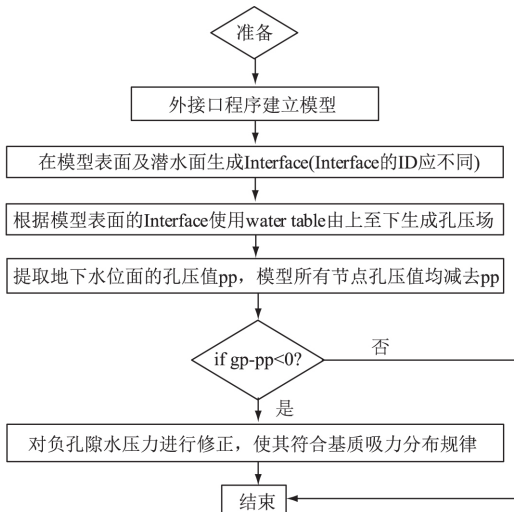 准备
外接口程序建立模型
在模型表面及潜水面生成Interface(Interface的ID应不同)
根据模型表面的Interface使用water table由上至下生成孔压场
提取地下水位面的孔压值pp，模型所有节点孔压值均减去pp
if gp-pp<0?
否
是
对负孔隙水压力进行修正，使其符合基质吸力分布规律
结束